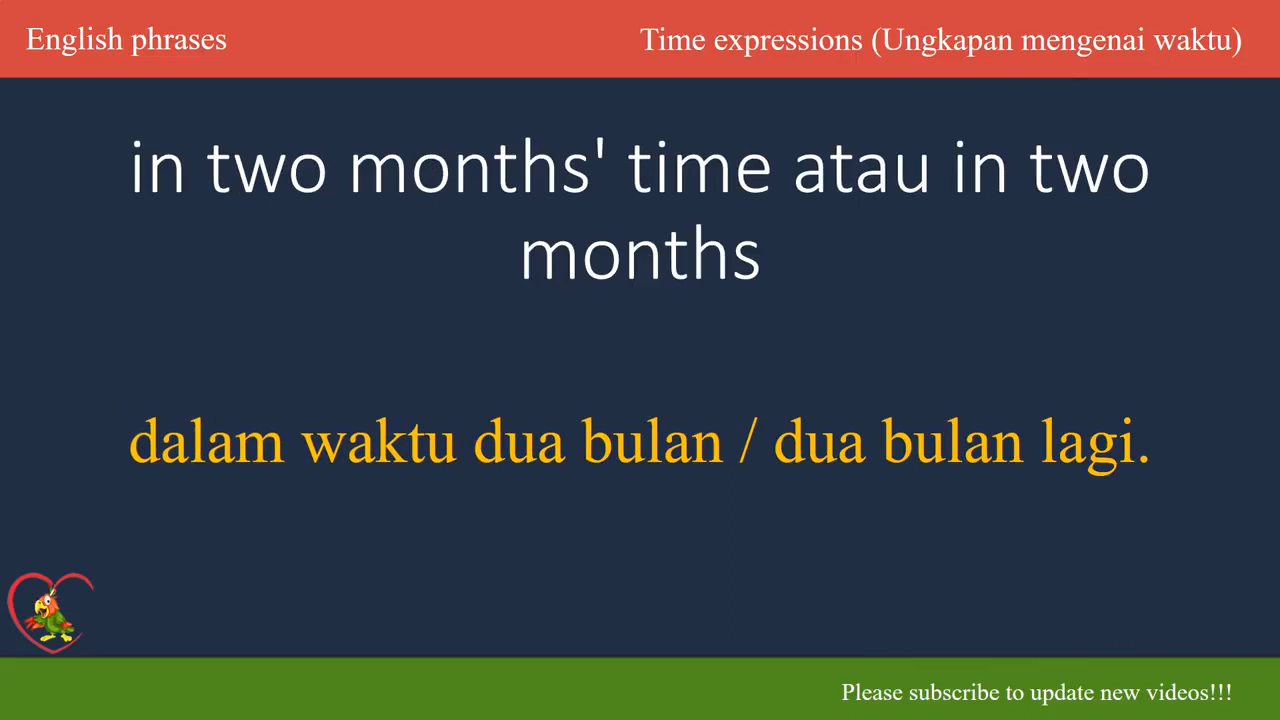 English phrases
Time expressions (Ungkapan mengenai waktu)
in two months' time atau in two
months
dalam waktu dua bulan / dua bulan lagi.
Please subscribe to update new videos!!!